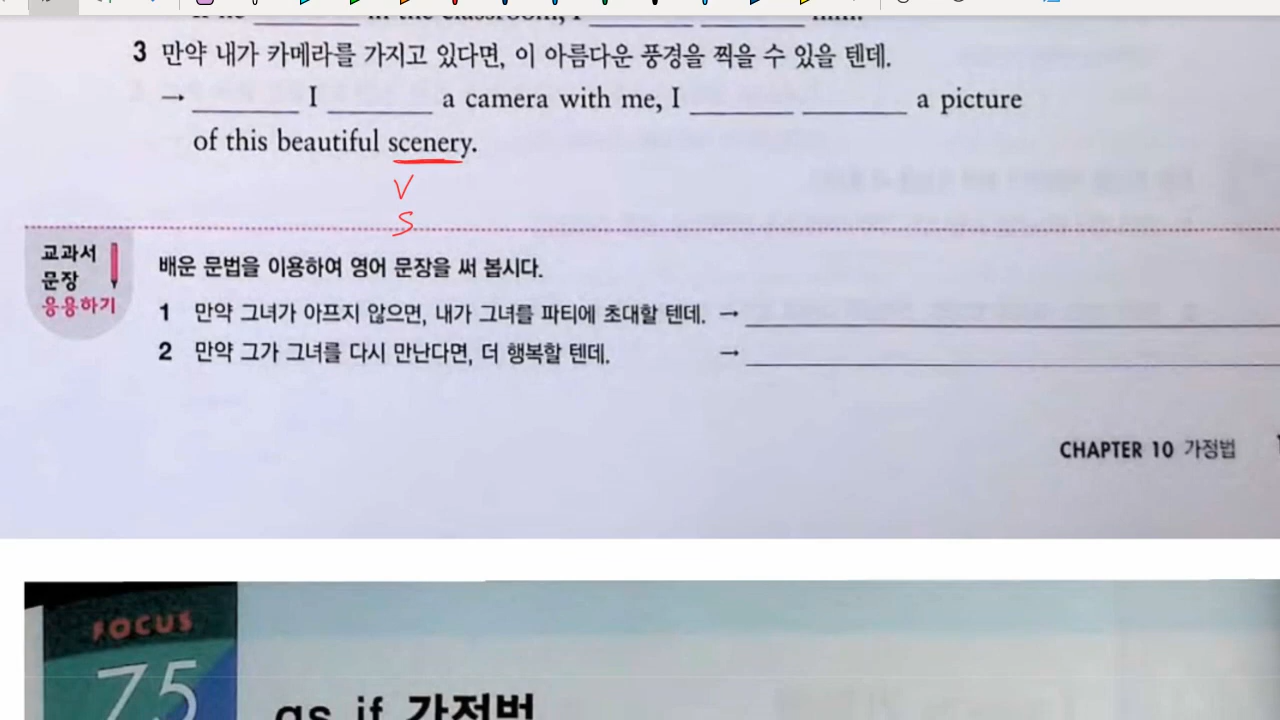 in the classroom, I him.
3 만약 내가 카메라를 가지고 있다면, 이 아름다운 풍경을 찍을 수 있을 텐데.
→ ________ I ________ a camera with me, I ________ ________ a picture
of this beautiful scenery.
V
S
교과서
문장
응용하기
배운 문법을 이용하여 영어 문장을 써 봅시다.
1 만약 그녀가 아프지 않으면, 내가 그녀를 파티에 초대할 텐데. → ________
2 만약 그가 그녀를 다시 만난다면, 더 행복할 텐데. → ________
CHAPTER 10 가정법
FOCUS
75
as if 가정법